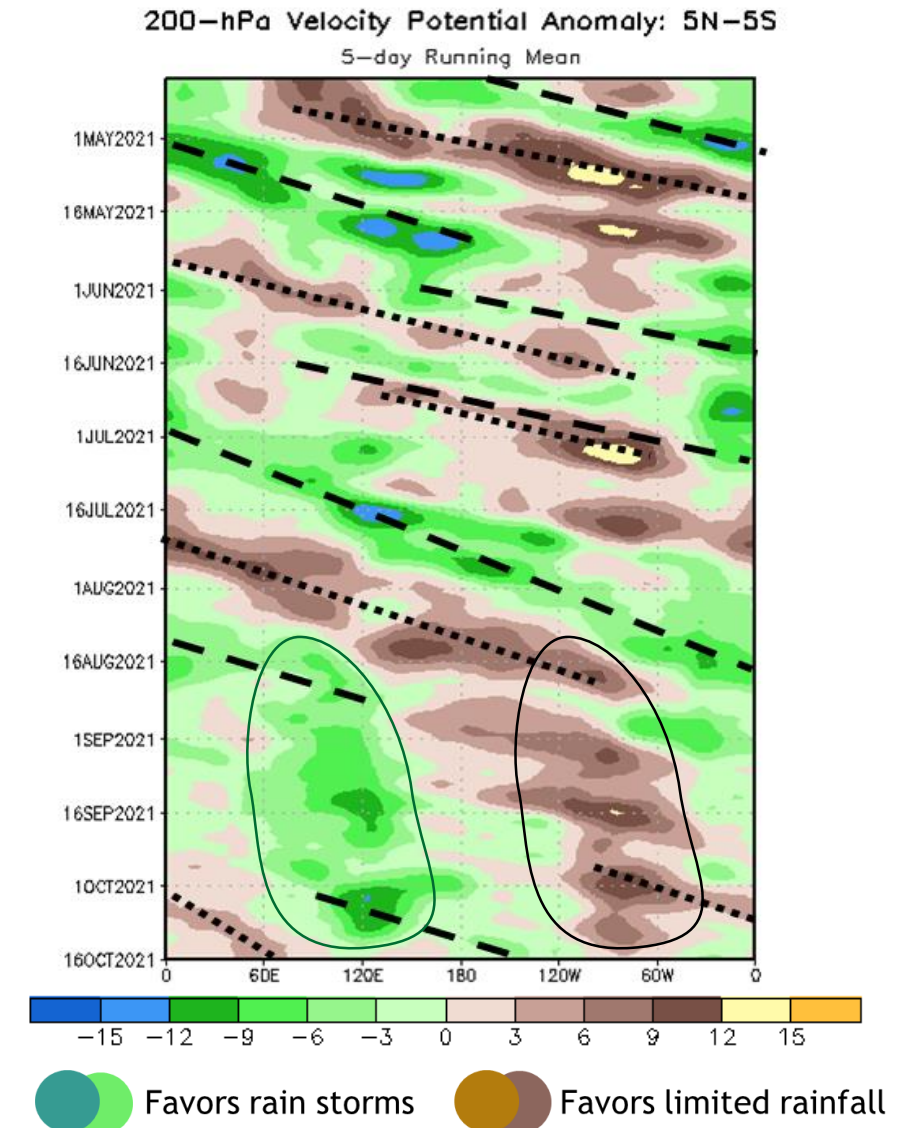 200-hPa Velocity Potential Anomaly: 5N-5S
5-day Running Mean
1MAY2021
16MAY2021
1JUN2021
16JUN2021
1JUL2021
16JUL2021
1AUG2021
16AUG2021
1SEP2021
16SEP2021
1OCT2021
16OCT2021
0 60E 120E 180 120W 60W 0
-15 -12 -9 -6 -3 0 3 6 9 12 15
Favors rain storms Favors limited rainfall